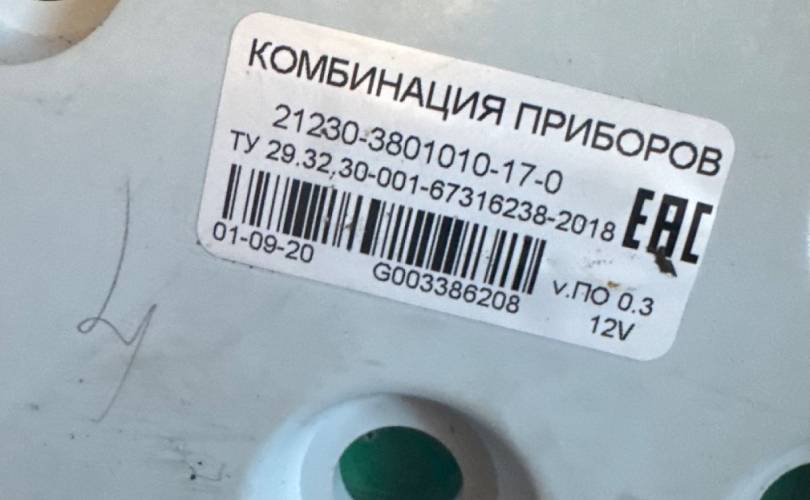 КОМБИНАЦИЯ ПРИБОРОВ
21230-3801010-17-0
ТУ 29.32,30-001-67316238-2018
EAC
01-09-20
G003386208
v.ПО 0.3
12V